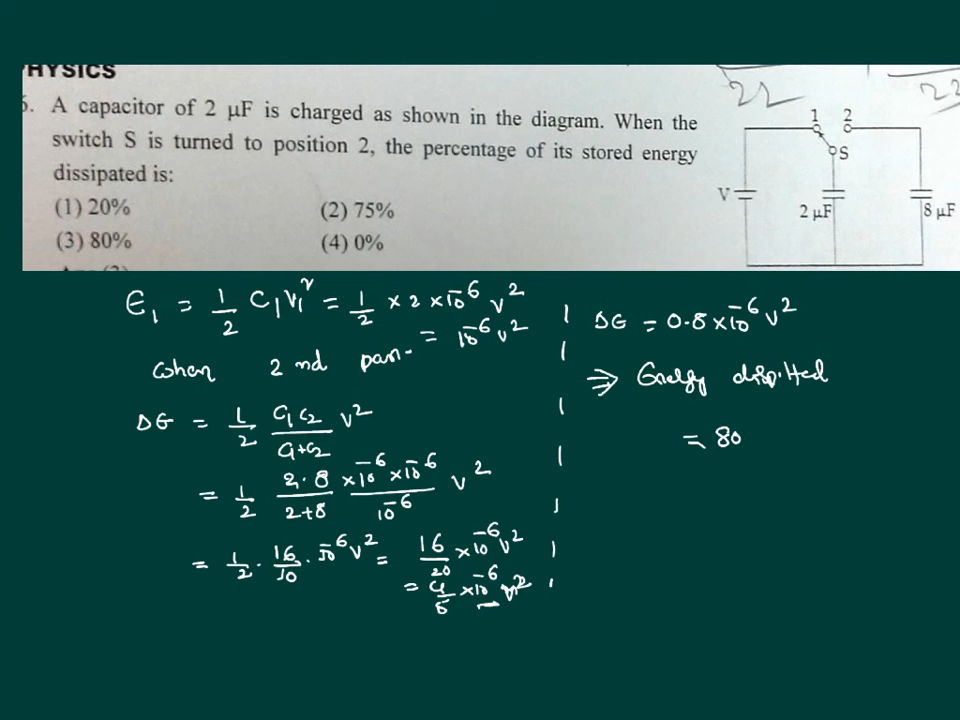 HYSICS
22
6. A capacitor of 2 μF is charged as shown in the diagram. When the
switch S is turned to position 2, the percentage of its stored energy
dissipated is:
(1) 20%
(2) 75%
(3) 80%
(4) 0%
1 2
S
V
2 μF
8 μF
E₁ = 1/2 C₁V₁² = 1/2 × 2 × 10⁻⁶ V²
= 10⁻⁶ V²
When 2 nd
ΔE = 1/2 C₁C₂/C₁+C₂ V²
= 1/2 2·8/2+8 × 10⁻⁶ × 10⁻⁶/10⁻⁶ V²
= 1/2 · 16/10 · 10⁻⁶ V² = 16/20 × 10⁻⁶ V²
= 4/5 × 10⁻⁶ V²
ΔE = 0.8 × 10⁻⁶ V²
⇒ Energy
= 80